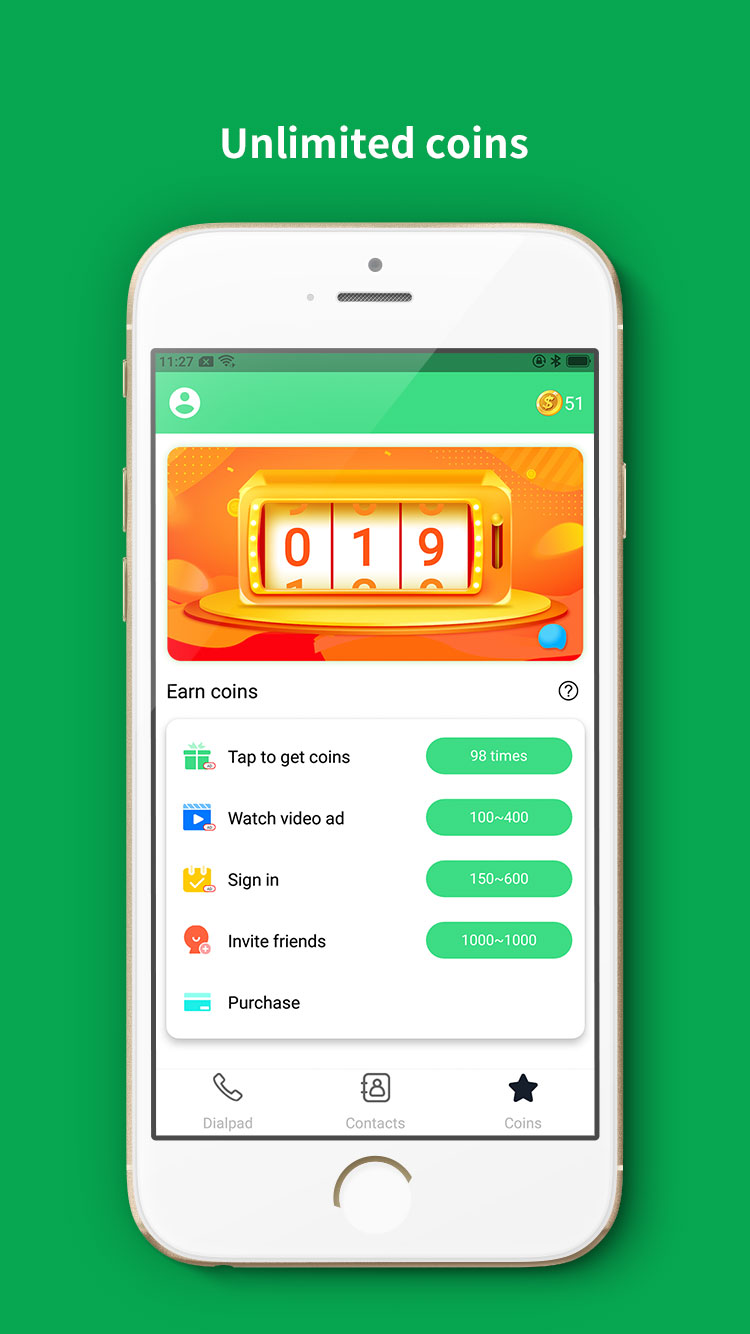 Unlimited coins
11:27
51
0 1 9
Earn coins
Tap to get coins
98 times
Watch video ad
100~400
Sign in
150~600
Invite friends
1000~1000
Purchase
Dialpad
Contacts
Coins